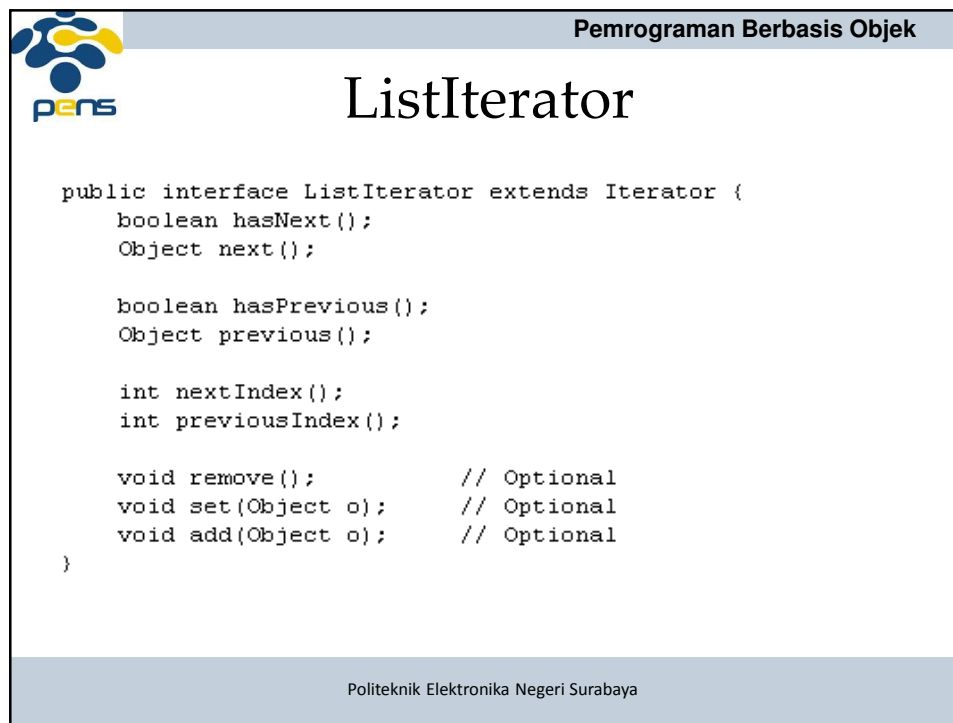 Pemrograman Berbasis Objek
pens
ListIterator
public interface ListIterator extends Iterator {
    boolean hasNext();
    Object next();
    boolean hasPrevious();
    Object previous();
    int nextIndex();
    int previousIndex();
    void remove();          // Optional
    void set(Object o);     // Optional
    void add(Object o);     // Optional
}
Politeknik Elektronika Negeri Surabaya